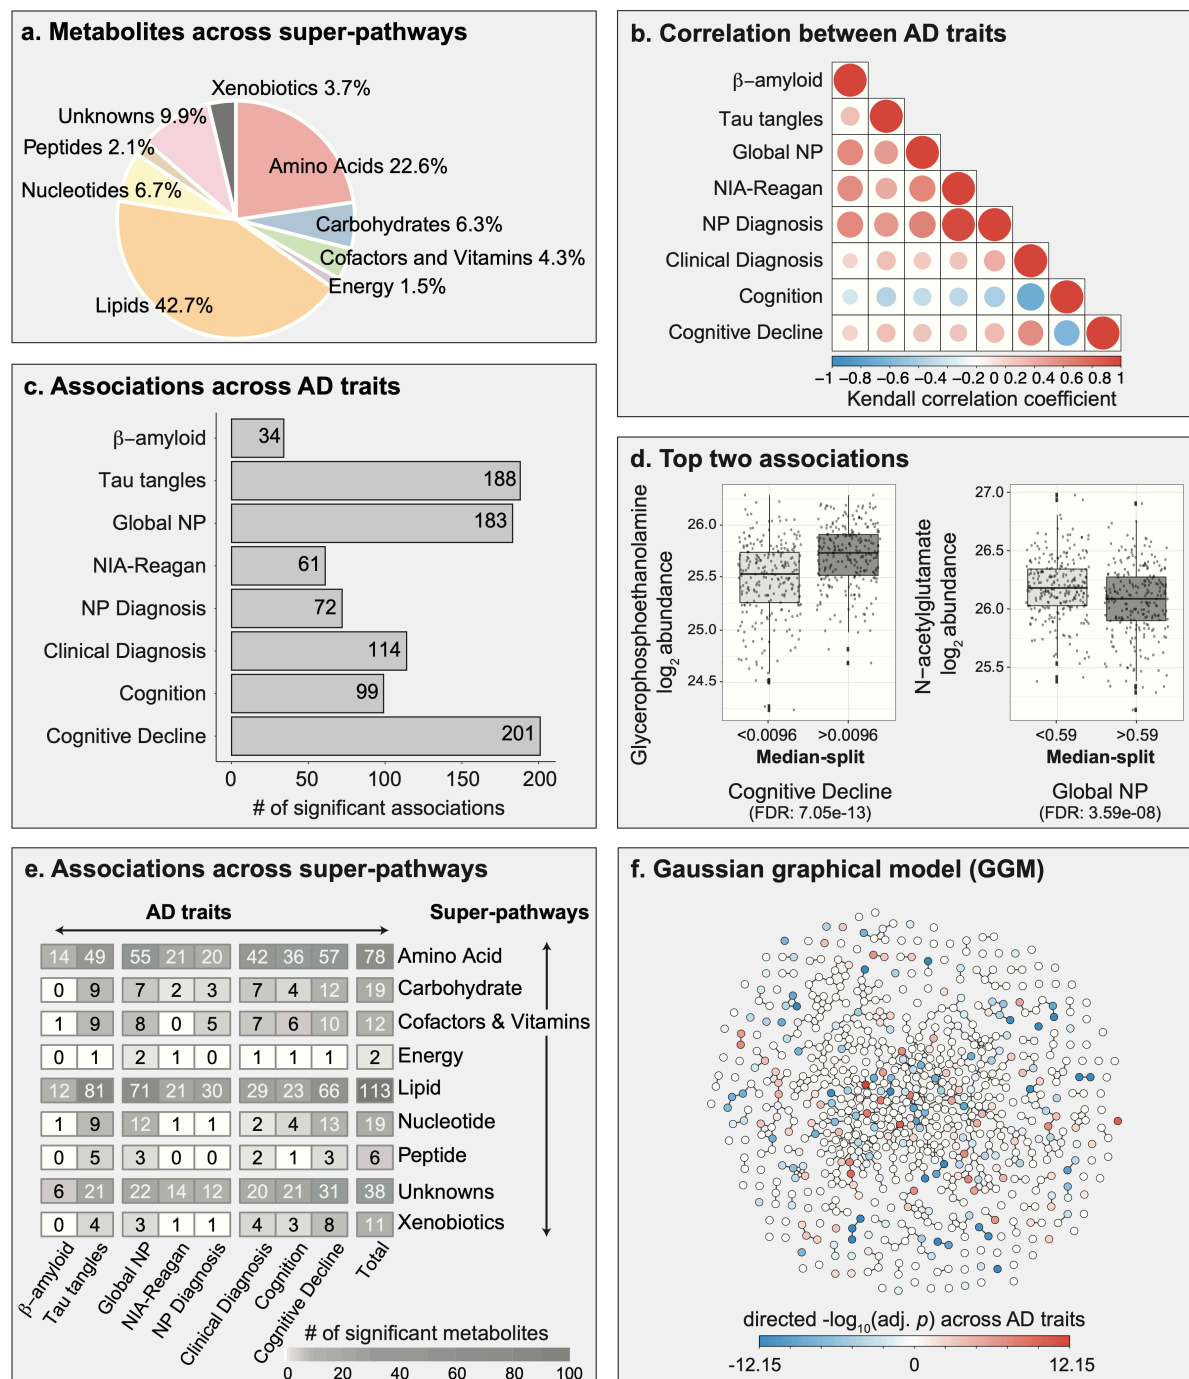 a. Metabolites across super-pathways
Xenobiotics 3.7%
Unknowns 9.9%
Peptides 2.1%
Amino Acids 22.6%
Nucleotides 6.7%
Carbohydrates 6.3%
Cofactors and Vitamins 4.3%
Energy 1.5%
Lipids 42.7%
b. Correlation between AD traits
β−amyloid
Tau tangles
Global NP
NIA-Reagan
NP Diagnosis
Clinical Diagnosis
Cognition
Cognitive Decline
−1 −0.8 −0.6 −0.4 −0.2 0 0.2 0.4 0.6 0.8 1
Kendall correlation coefficient
c. Associations across AD traits
β−amyloid 34
Tau tangles 188
Global NP 183
NIA-Reagan 61
NP Diagnosis 72
Clinical Diagnosis 114
Cognition 99
Cognitive Decline 201
0 50 100 150 200
# of significant associations
d. Top two associations
Glycerophosphoethanolamine
log2 abundance
26.0
25.5
25.0
24.5
<0.0096 >0.0096
Median-split
Cognitive Decline
(FDR: 7.05e-13)
N−acetylglutamate
log2 abundance
27.0
26.5
26.0
25.5
<0.59 >0.59
Median-split
Global NP
(FDR: 3.59e-08)
e. Associations across super-pathways
AD traits Super-pathways
14 49 55 21 20 42 36 57 78 Amino Acid
0 9 7 2 3 7 4 12 19 Carbohydrate
1 9 8 0 5 7 6 10 12 Cofactors & Vitamins
0 1 2 1 0 1 1 1 2 Energy
12 81 71 21 30 29 23 66 113 Lipid
1 9 12 1 1 2 4 13 19 Nucleotide
0 5 3 0 0 2 1 3 6 Peptide
6 21 22 14 12 20 21 31 38 Unknowns
0 4 3 1 1 4 3 8 11 Xenobiotics
β-amyloid
Tau tangles
Global NP
NIA-Reagan
NP Diagnosis
Clinical Diagnosis
Cognition
Cognitive Decline
Total
# of significant metabolites
0 20 40 60 80 100
f. Gaussian graphical model (GGM)
directed -log10(adj. p) across AD traits
-12.15 0 12.15